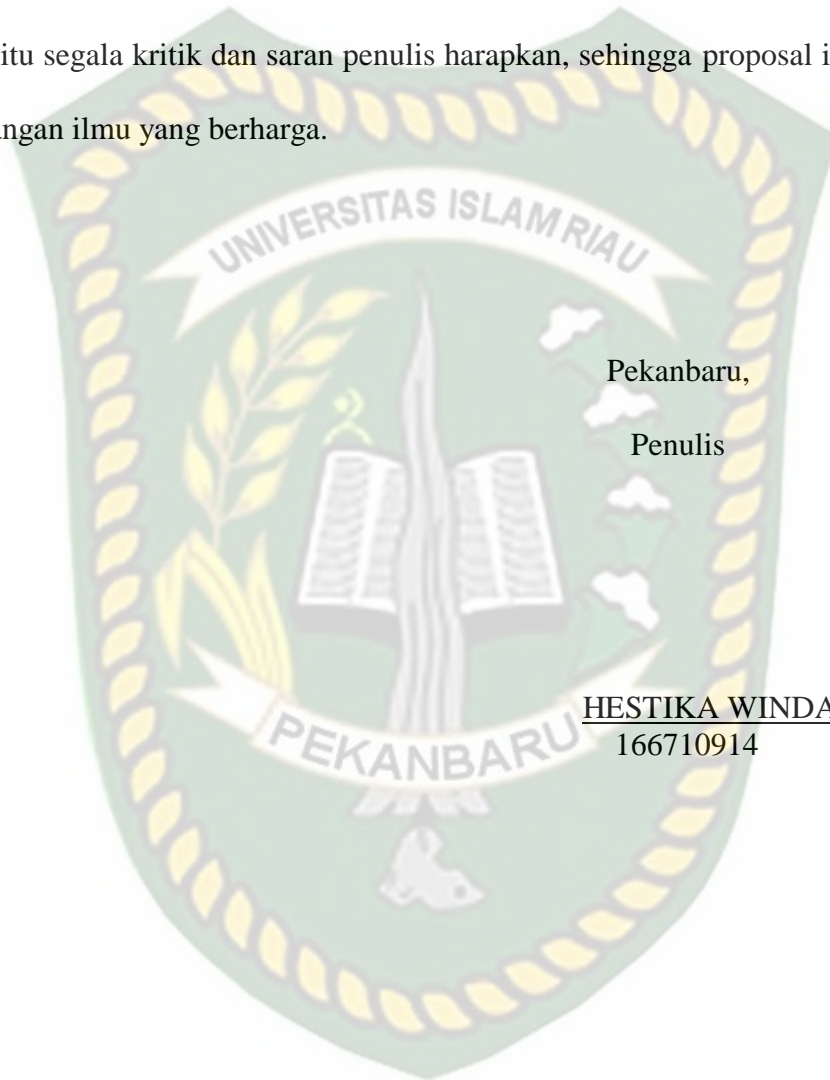 itu segala kritik dan saran penulis harapkan, sehingga proposal i
angan ilmu yang berharga.
UNIVERSITAS ISLAM RIAU
Pekanbaru,
Penulis
HESTIKA WINDA
166710914
PEKANBARU